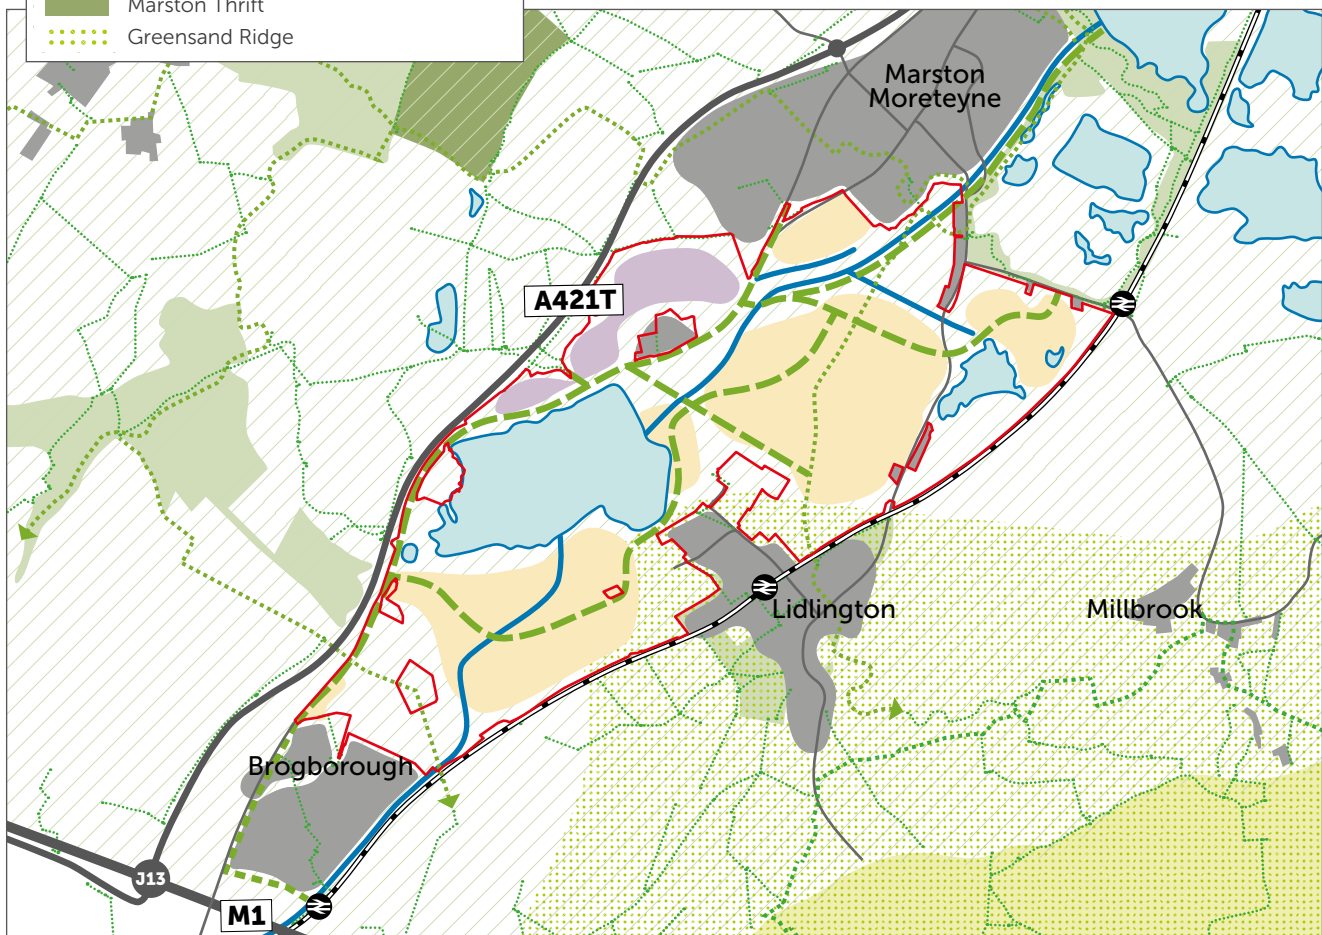 Marston Thrift
Greensand Ridge
Marston
Moreteyne
A421T
Lidlington
Millbrook
Brogborough
J13
M1